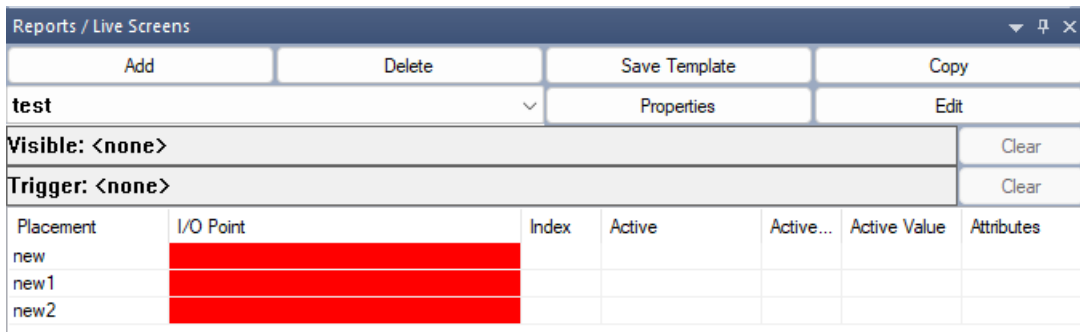 Reports / Live Screens
Add Delete Save Template Copy
test Properties Edit
Visible: <none> Clear
Trigger: <none> Clear
Placement I/O Point Index Active Active... Active Value Attributes
new
new1
new2